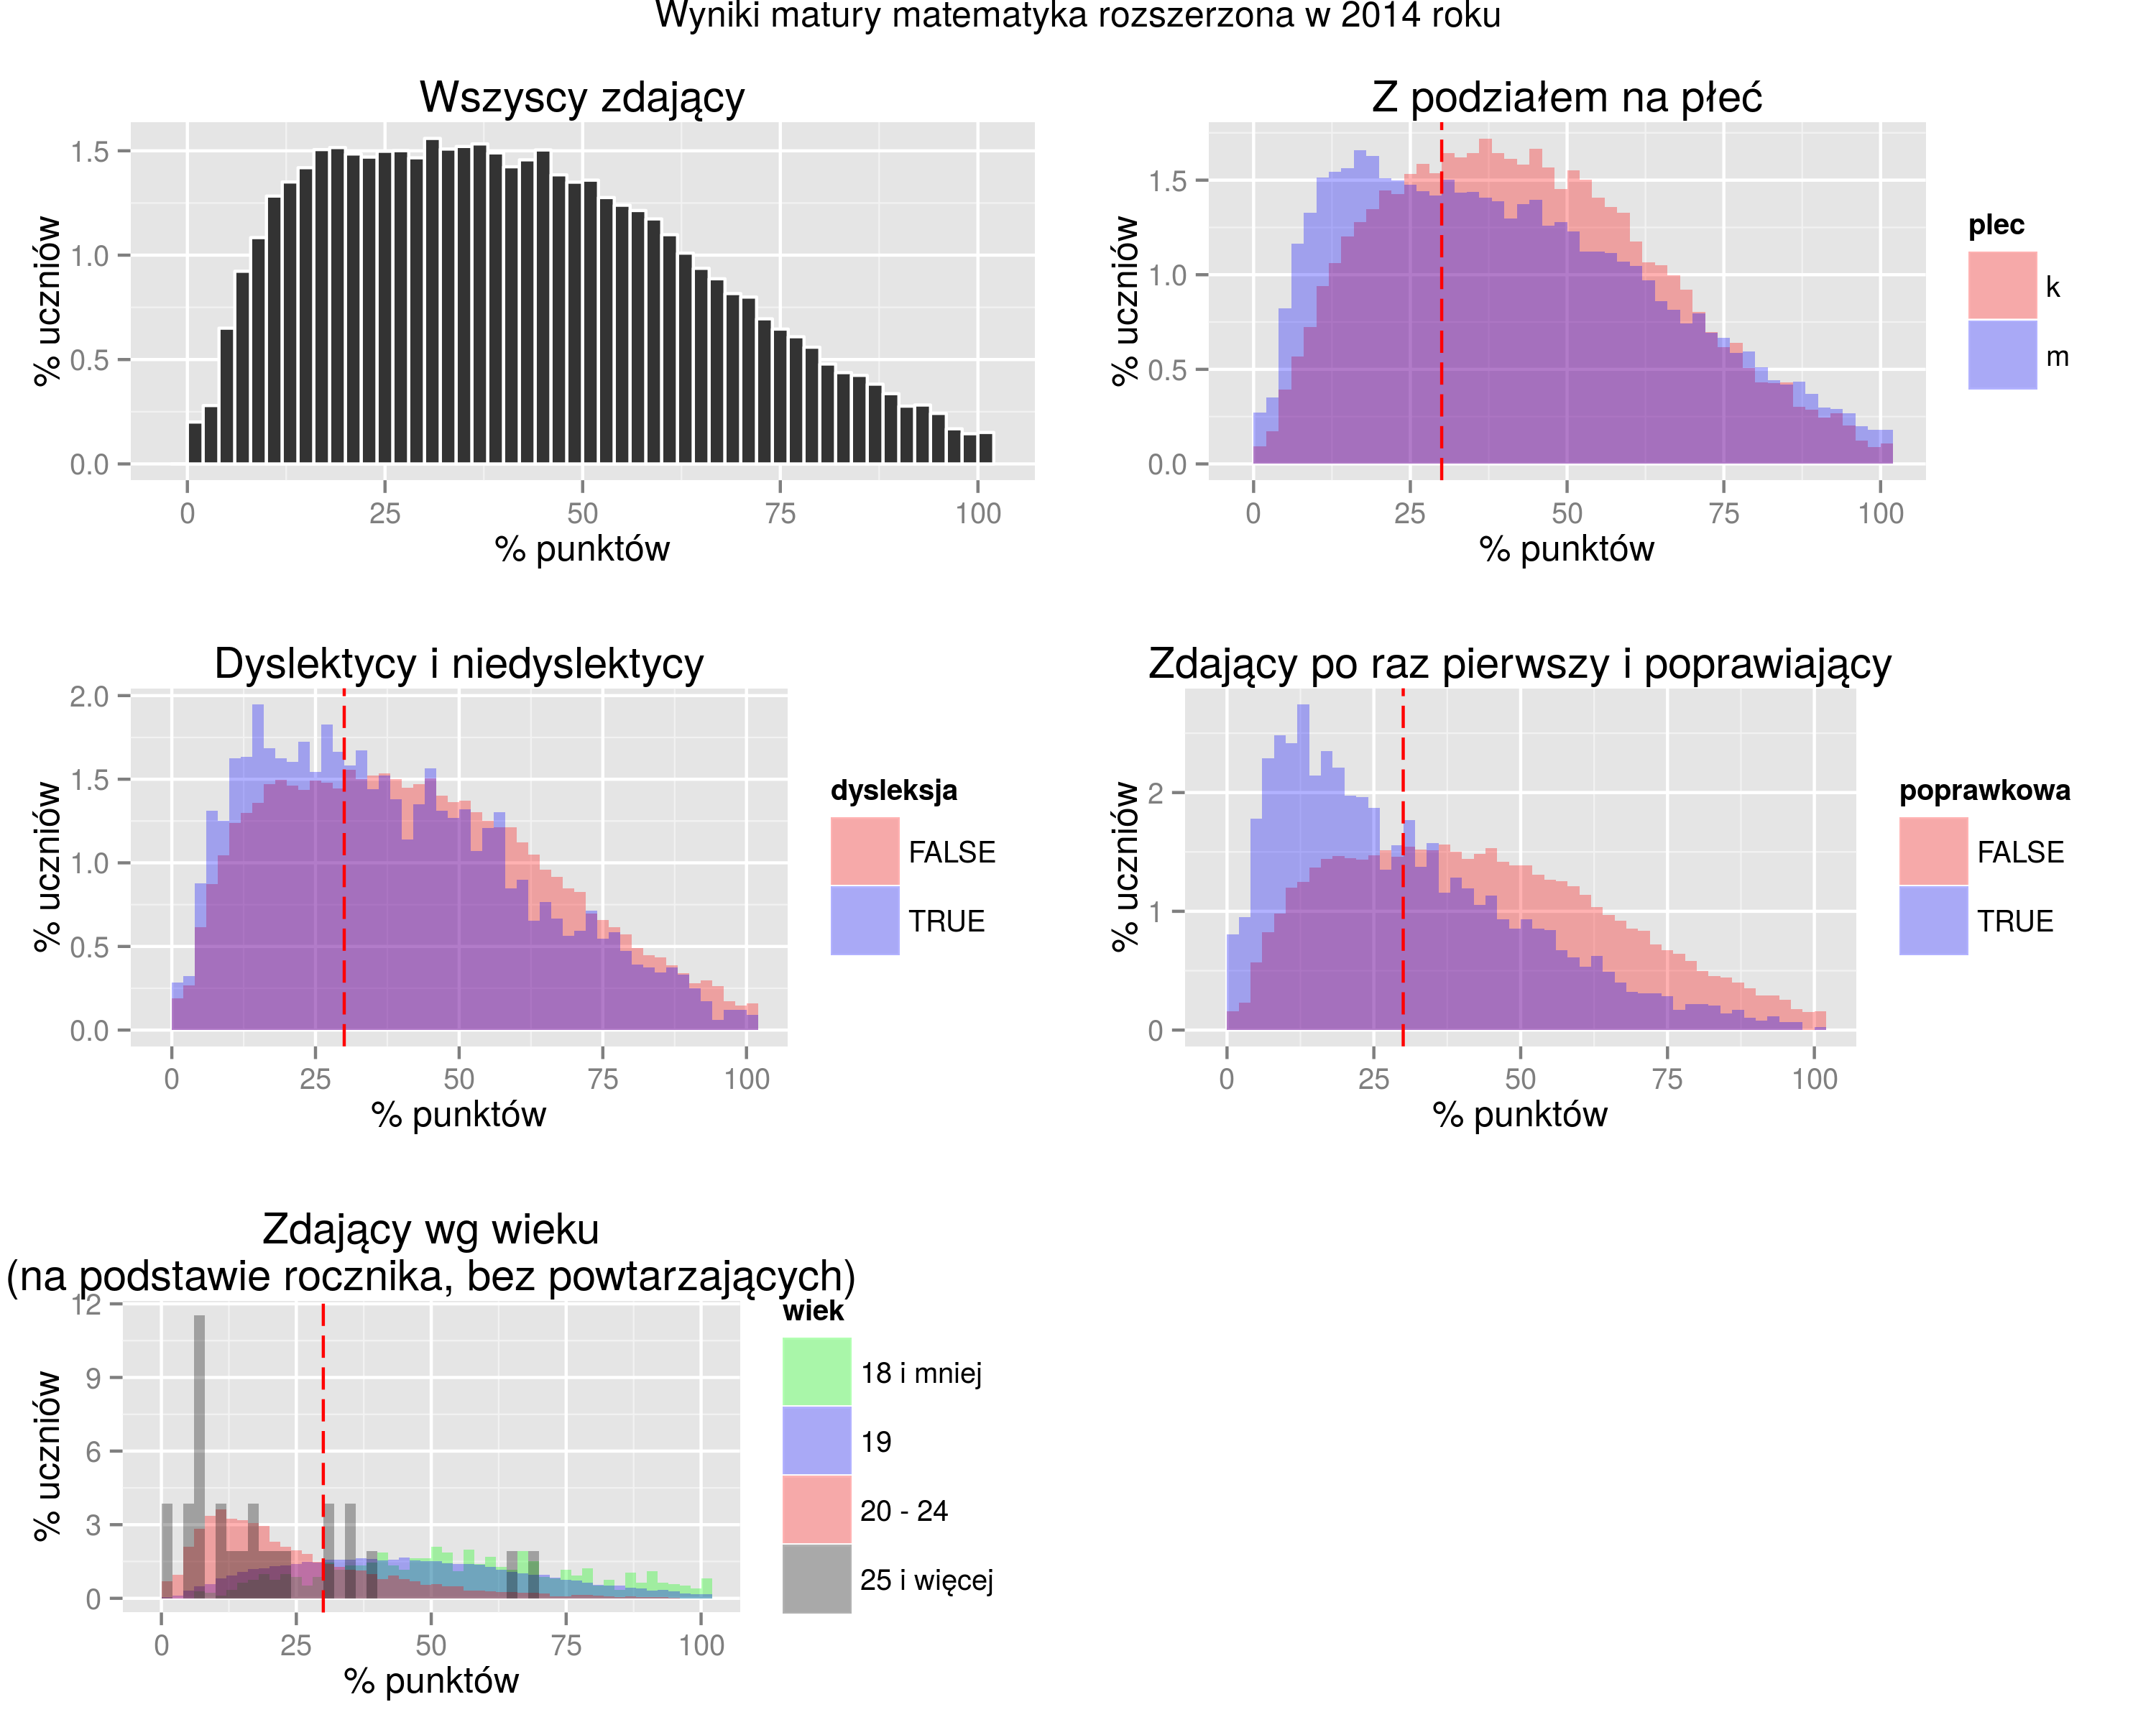 Wyniki matury matematyka rozszerzona w 2014 roku
Wszyscy zdający
% uczniów
1.5
1.0
0.5
0.0
0 25 50 75 100
% punktów
Z podziałem na płeć
% uczniów
1.5
1.0
0.5
0.0
0 25 50 75 100
% punktów
plec
k
m
Dyslektycy i niedyslektycy
% uczniów
2.0
1.5
1.0
0.5
0.0
0 25 50 75 100
% punktów
dysleksja
FALSE
TRUE
Zdający po raz pierwszy i poprawiający
% uczniów
2
1
0
0 25 50 75 100
% punktów
poprawkowa
FALSE
TRUE
Zdający wg wieku
(na podstawie rocznika, bez powtarzających)
% uczniów
12
9
6
3
0
0 25 50 75 100
% punktów
wiek
18 i mniej
19
20 - 24
25 i więcej